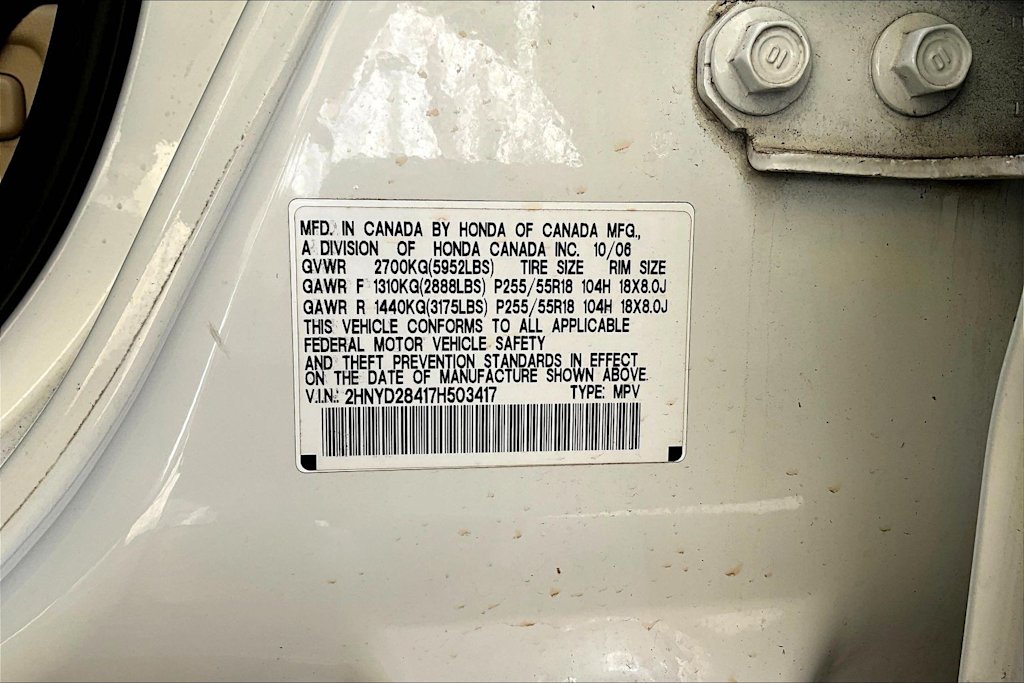 MFD. IN CANADA BY HONDA OF CANADA MFG.,
A DIVISION OF HONDA CANADA INC. 10/06
GVWR 2700KG(5952LBS) TIRE SIZE RIM SIZE
GAWR F 1310KG(2888LBS) P255/55R18 104H 18X8.0J
GAWR R 1440KG(3175LBS) P255/55R18 104H 18X8.0J
THIS VEHICLE CONFORMS TO ALL APPLICABLE
FEDERAL MOTOR VEHICLE SAFETY
AND THEFT PREVENTION STANDARDS IN EFFECT
ON THE DATE OF MANUFACTURE SHOWN ABOVE.
V.I.N.: 2HNYD28417H503417 TYPE: MPV